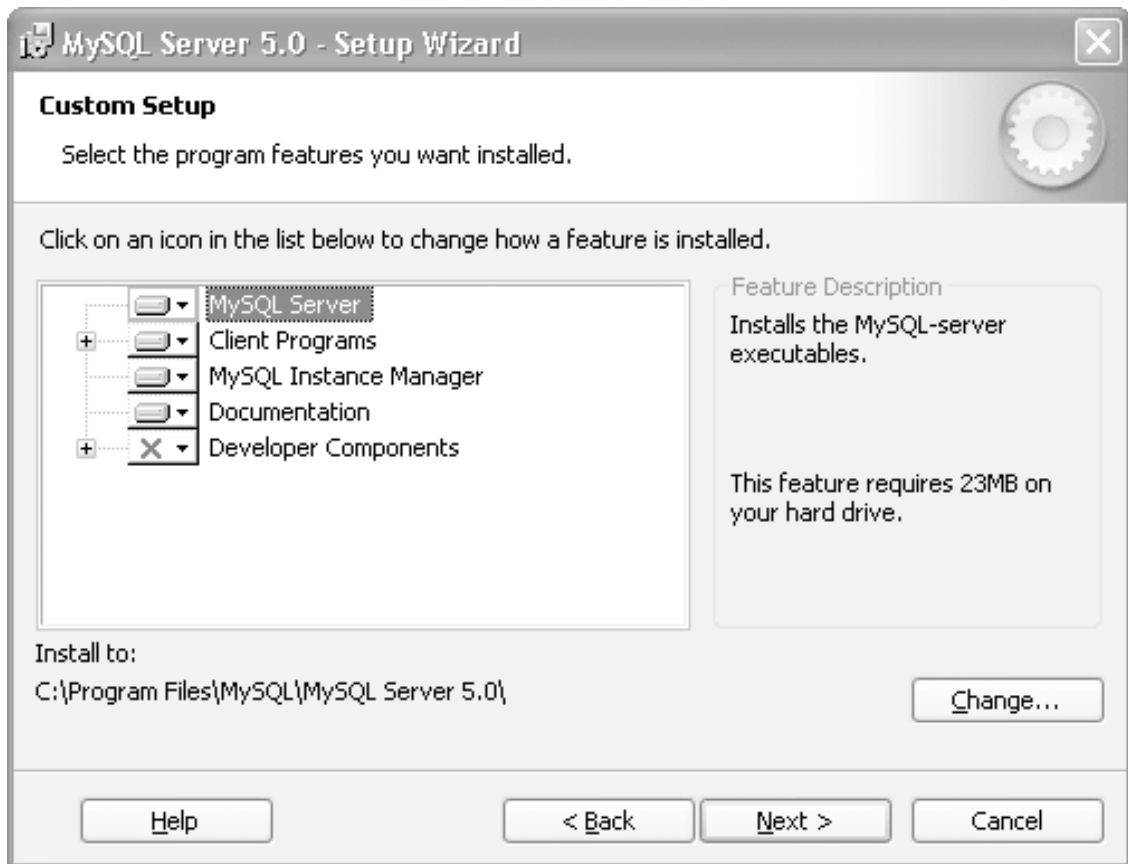 MySQL Server 5.0 - Setup Wizard
Custom Setup
Select the program features you want installed.
Click on an icon in the list below to change how a feature is installed.
MySQL Server
Client Programs
MySQL Instance Manager
Documentation
Developer Components
Feature Description
Installs the MySQL-server
executables.
This feature requires 23MB on
your hard drive.
Install to:
C:\Program Files\MySQL\MySQL Server 5.0\
Change...
Help
< Back
Next >
Cancel